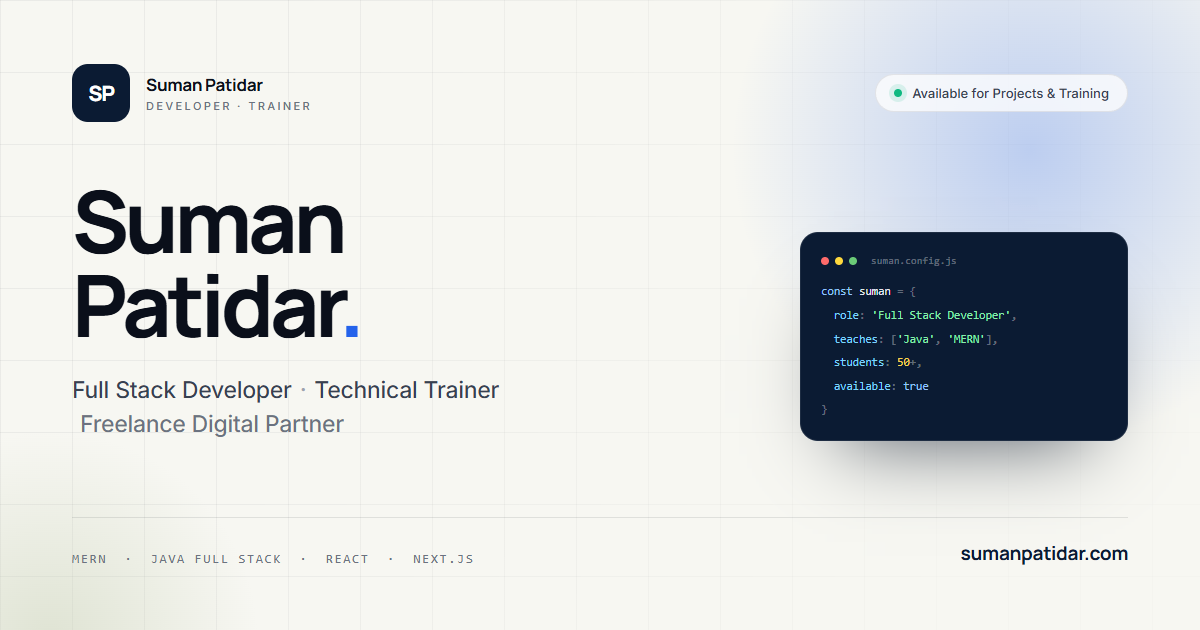 SP
Suman Patidar
DEVELOPER · TRAINER
Available for Projects & Training
Suman
Patidar.
Full Stack Developer · Technical Trainer
Freelance Digital Partner
suman.config.js
const suman = {
role: 'Full Stack Developer',
teaches: ['Java', 'MERN'],
students: 50+,
available: true
}
MERN · JAVA FULL STACK · REACT · NEXT.JS
sumanpatidar.com